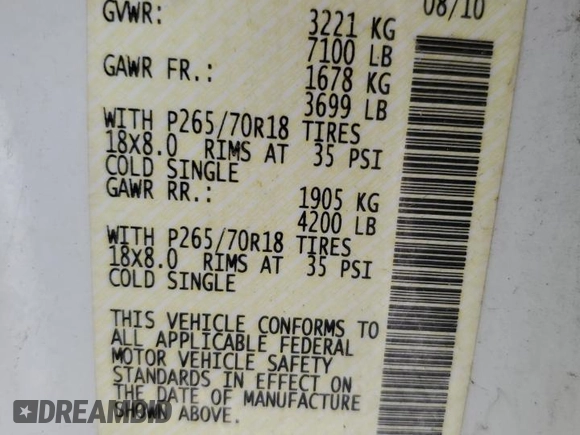 08/10
GVWR: 3221 KG
7100 LB
GAWR FR.: 1678 KG
3699 LB
WITH P265/70R18 TIRES
18X8.0 RIMS AT 35 PSI
COLD SINGLE
GAWR RR.: 1905 KG
4200 LB
WITH P265/70R18 TIRES
18X8.0 RIMS AT 35 PSI
COLD SINGLE
THIS VEHICLE CONFORMS TO
ALL APPLICABLE FEDERAL
MOTOR VEHICLE SAFETY
STANDARDS IN EFFECT ON
THE DATE OF MANUFACTURE
SHOWN ABOVE.
DREAMBID